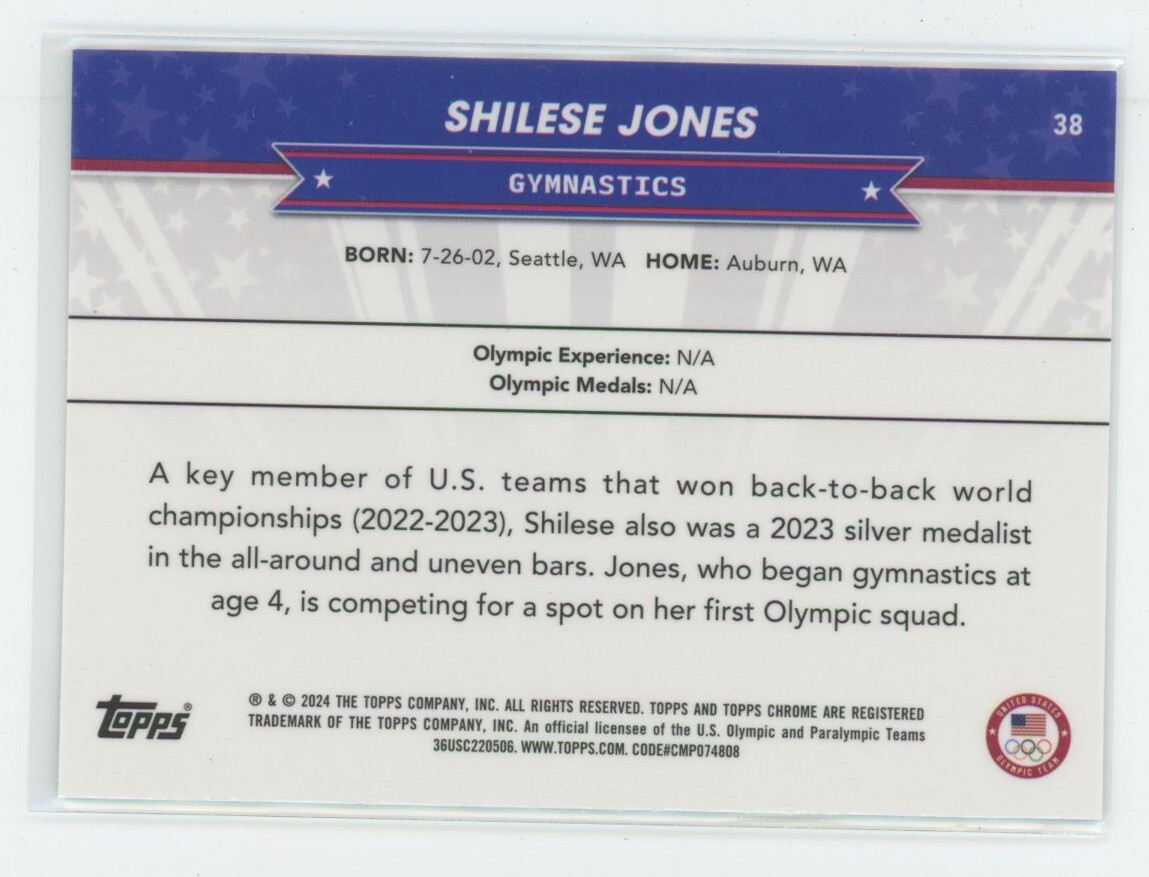 SHILESE JONES
38
GYMNASTICS
BORN: 7-26-02, Seattle, WA HOME: Auburn, WA
Olympic Experience: N/A
Olympic Medals: N/A
A key member of U.S. teams that won back-to-back world
championships (2022-2023), Shilese also was a 2023 silver medalist
in the all-around and uneven bars. Jones, who began gymnastics at
age 4, is competing for a spot on her first Olympic squad.
Topps®
® & © 2024 THE TOPPS COMPANY, INC. ALL RIGHTS RESERVED. TOPPS AND TOPPS CHROME ARE REGISTERED
TRADEMARK OF THE TOPPS COMPANY, INC. An official licensee of the U.S. Olympic and Paralympic Teams
36USC220506. WWW.TOPPS.COM. CODE#CMP074808
UNITED STATES
OLYMPIC TEAM